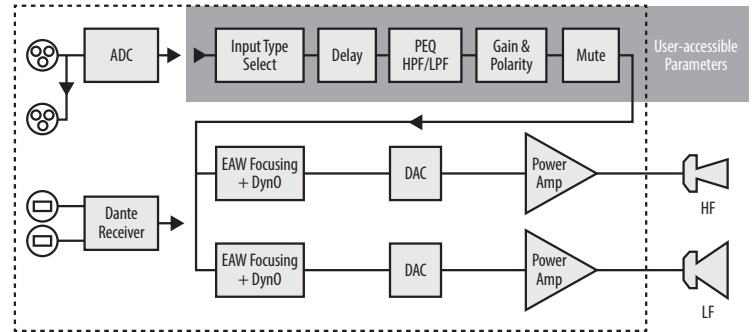 ADC
Input Type
Select
Delay
PEQ
HPF/LPF
Gain &
Polarity
Mute
User-accessible
Parameters
EAW Focusing
+ DynO
DAC
Power
Amp
HF
Dante
Receiver
EAW Focusing
+ DynO
DAC
Power
Amp
LF